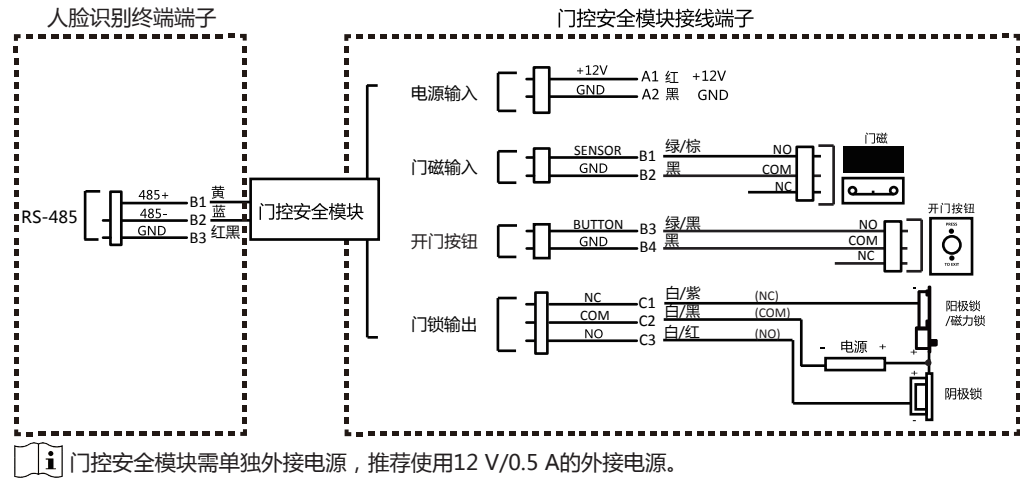 人脸识别终端端子
门控安全模块接线端子
RS-485
485+ B1 黄
485- B2 蓝
GND B3 红黑
门控安全模块
电源输入
+12V A1 红 +12V
GND A2 黑 GND
门磁输入
SENSOR B1 绿/棕 NO
GND B2 黑 COM
NC
门磁
开门按钮
BUTTON B3 绿/黑 NO
GND B4 黑 COM
NC
开门按钮
PRESS
TO EXIT
门锁输出
NC C1 白/紫 (NC)
COM C2 白/黑 (COM)
NO C3 白/红 (NO)
- 电源 +
-
阳极锁
/磁力锁
+
+
阴极锁
-
i 门控安全模块需单独外接电源，推荐使用12 V/0.5 A的外接电源。